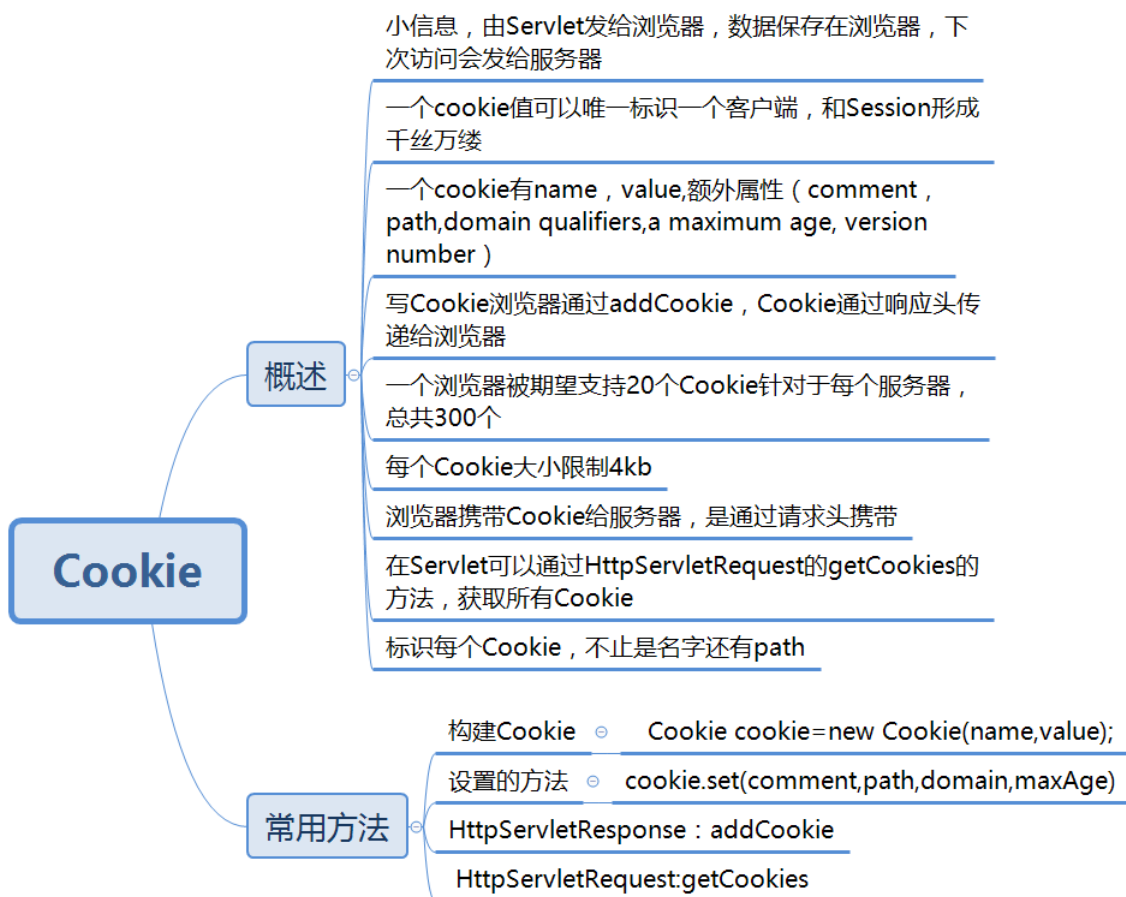 小信息，由Servlet发给浏览器，数据保存在浏览器，下
次访问会发给服务器
一个cookie值可以唯一标识一个客户端，和Session形成
千丝万缕
一个cookie有name，value,额外属性（comment，
path,domain qualifiers,a maximum age, version
number）
写Cookie浏览器通过addCookie，Cookie通过响应头传
递给浏览器
概述
一个浏览器被期望支持20个Cookie针对于每个服务器，
总共300个
每个Cookie大小限制4kb
浏览器携带Cookie给服务器，是通过请求头携带
Cookie
在Servlet可以通过HttpServletRequest的getCookies的
方法，获取所有Cookie
标识每个Cookie，不止是名字还有path
构建Cookie Cookie cookie=new Cookie(name,value);
设置的方法 cookie.set(comment,path,domain,maxAge)
常用方法
HttpServletResponse：addCookie
HttpServletRequest:getCookies